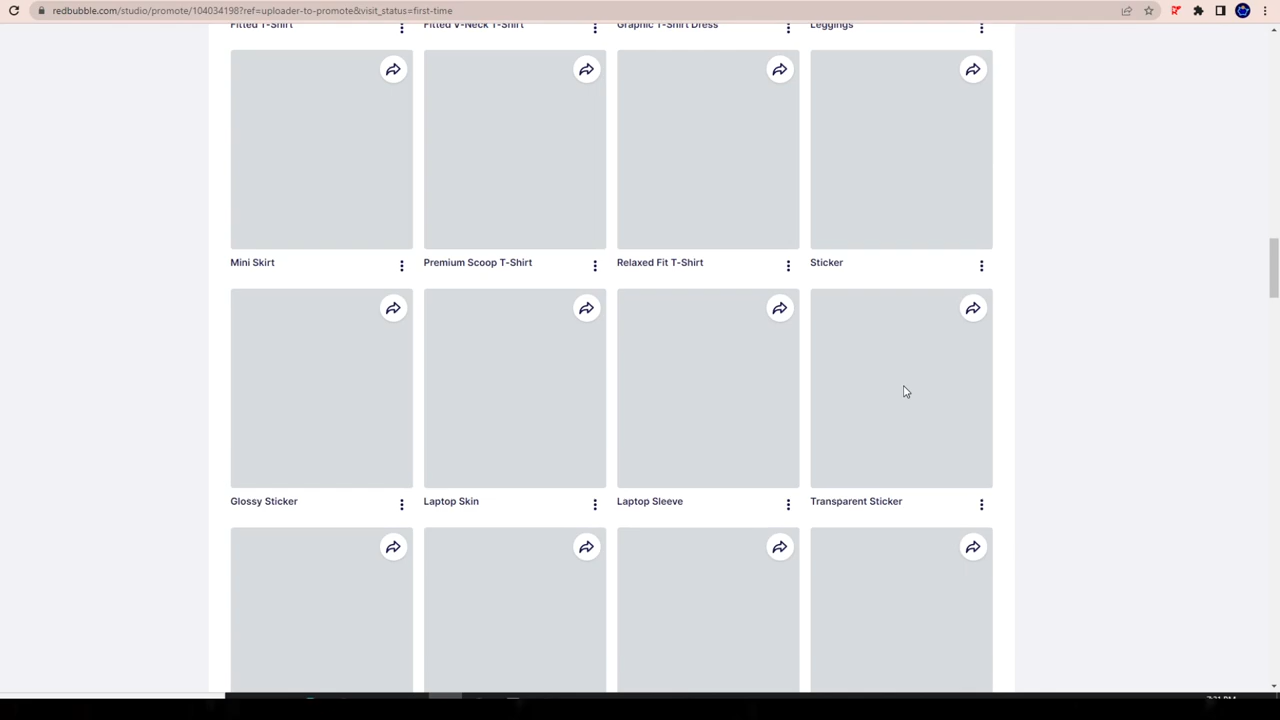 redbubble.com/studio/promote/104034198?ref=uploader-to-promote&visit_status=first-time
Fitted T-Shirt Fitted V-Neck T-Shirt Graphic T-Shirt Dress Leggings
Mini Skirt Premium Scoop T-Shirt Relaxed Fit T-Shirt Sticker
Glossy Sticker Laptop Skin Laptop Sleeve Transparent Sticker